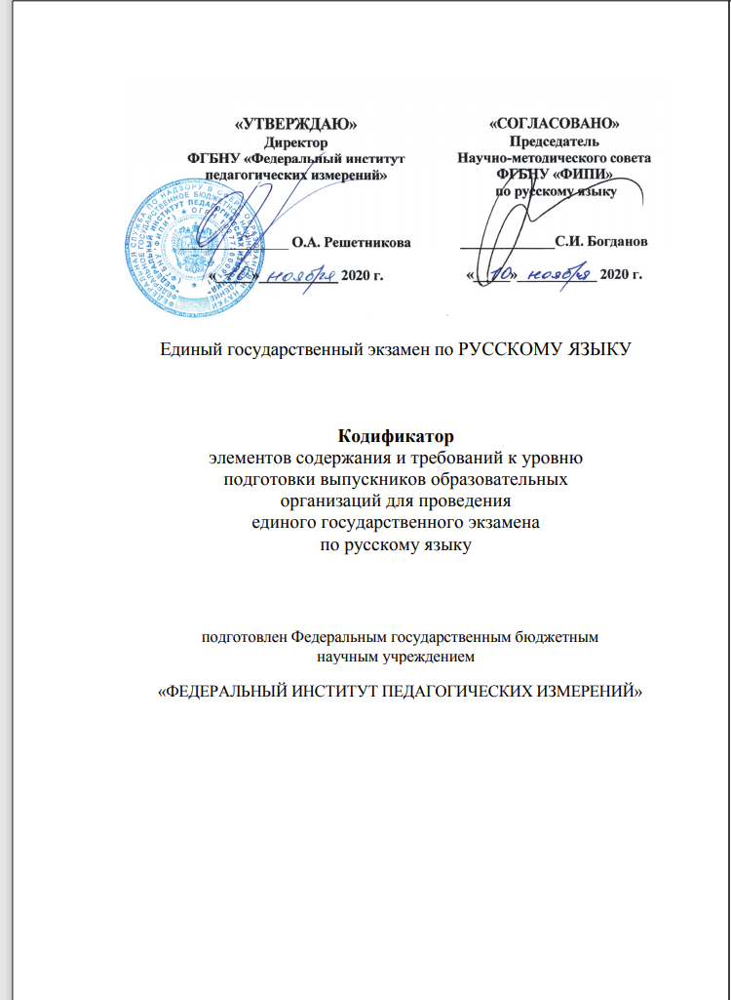 «УТВЕРЖДАЮ»
Директор
ФГБНУ «Федеральный институт
педагогических измерений»
О.А. Решетникова
« » ноября 2020 г.
«СОГЛАСОВАНО»
Председатель
Научно-методического совета
ФГБНУ «ФИПИ»
по русскому языку
С.И. Богданов
«10» ноября 2020 г.
Единый государственный экзамен по РУССКОМУ ЯЗЫКУ
Кодификатор
элементов содержания и требований к уровню
подготовки выпускников образовательных
организаций для проведения
единого государственного экзамена
по русскому языку
подготовлен Федеральным государственным бюджетным
научным учреждением
«ФЕДЕРАЛЬНЫЙ ИНСТИТУТ ПЕДАГОГИЧЕСКИХ ИЗМЕРЕНИЙ»